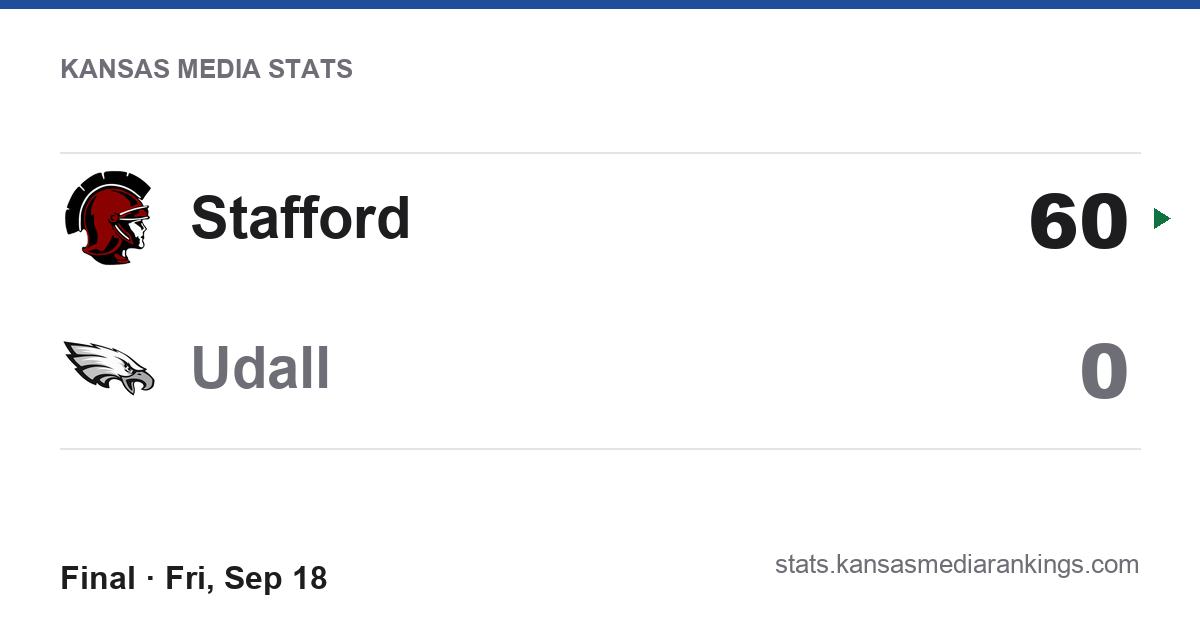 KANSAS MEDIA STATS
Stafford 60
Udall 0
Final · Fri, Sep 18
stats.kansasmediarankings.com